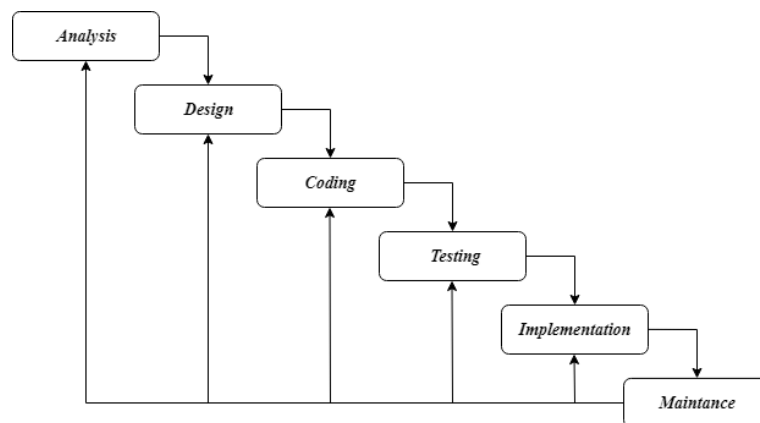 Analysis
Design
Coding
Testing
Implementation
Maintance